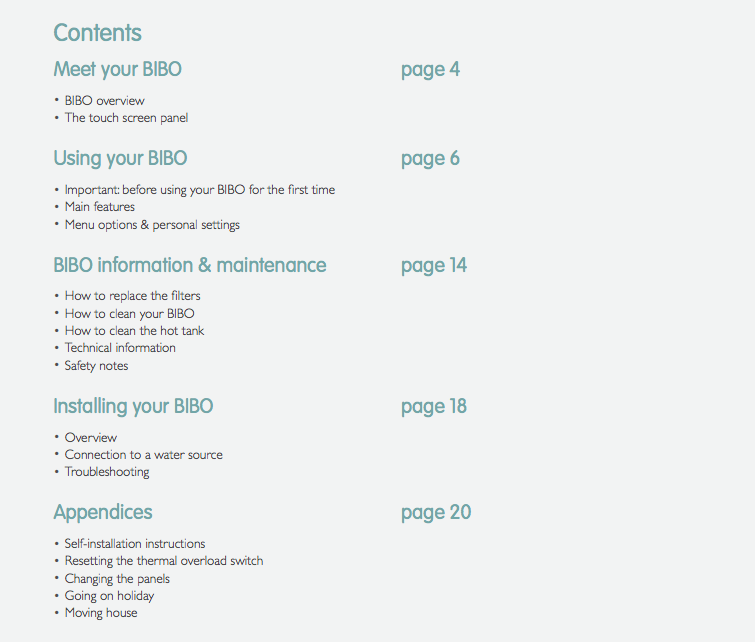 Contents
Meet your BIBO page 4
• BIBO overview
• The touch screen panel
Using your BIBO page 6
• Important: before using your BIBO for the first time
• Main features
• Menu options & personal settings
BIBO information & maintenance page 14
• How to replace the filters
• How to clean your BIBO
• How to clean the hot tank
• Technical information
• Safety notes
Installing your BIBO page 18
• Overview
• Connection to a water source
• Troubleshooting
Appendices page 20
• Self-installation instructions
• Resetting the thermal overload switch
• Changing the panels
• Going on holiday
• Moving house